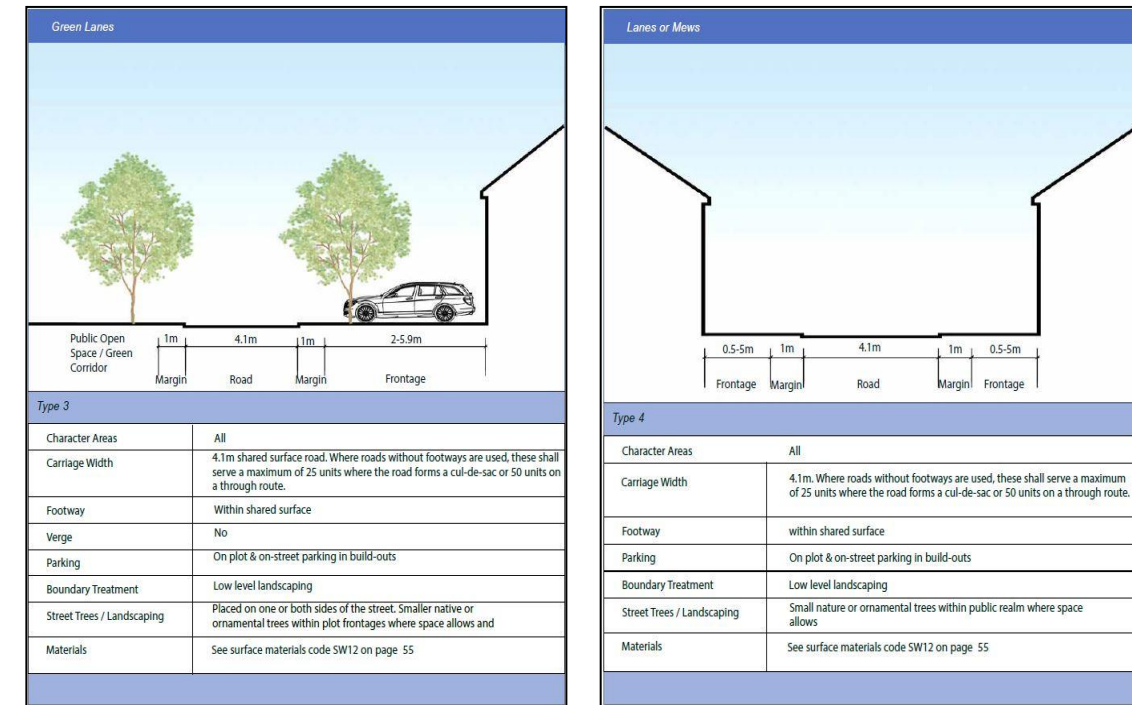 Green Lanes
Public Open
Space / Green
Corridor
1m
4.1m
1m
2-5.9m
Margin
Road
Margin
Frontage
Type 3
Character Areas
All
Carriage Width
4.1m shared surface road. Where roads without footways are used, these shall
serve a maximum of 25 units where the road forms a cul-de-sac or 50 units on
a through route.
Footway
Within shared surface
Verge
No
Parking
On plot & on-street parking in build-outs
Boundary Treatment
Low level landscaping
Street Trees / Landscaping
Placed on one or both sides of the street. Smaller native or
ornamental trees within plot frontages where space allows and
Materials
See surface materials code SW12 on page 55
Lanes or Mews
0.5-5m
1m
4.1m
1m
0.5-5m
Frontage
Margin
Road
Margin
Frontage
Type 4
Character Areas
All
Carriage Width
4.1m. Where roads without footways are used, these shall serve a maximum
of 25 units where the road forms a cul-de-sac or 50 units on a through route.
Footway
within shared surface
Parking
On plot & on-street parking in build-outs
Boundary Treatment
Low level landscaping
Street Trees / Landscaping
Small nature or ornamental trees within public realm where space
allows
Materials
See surface materials code SW12 on page 55